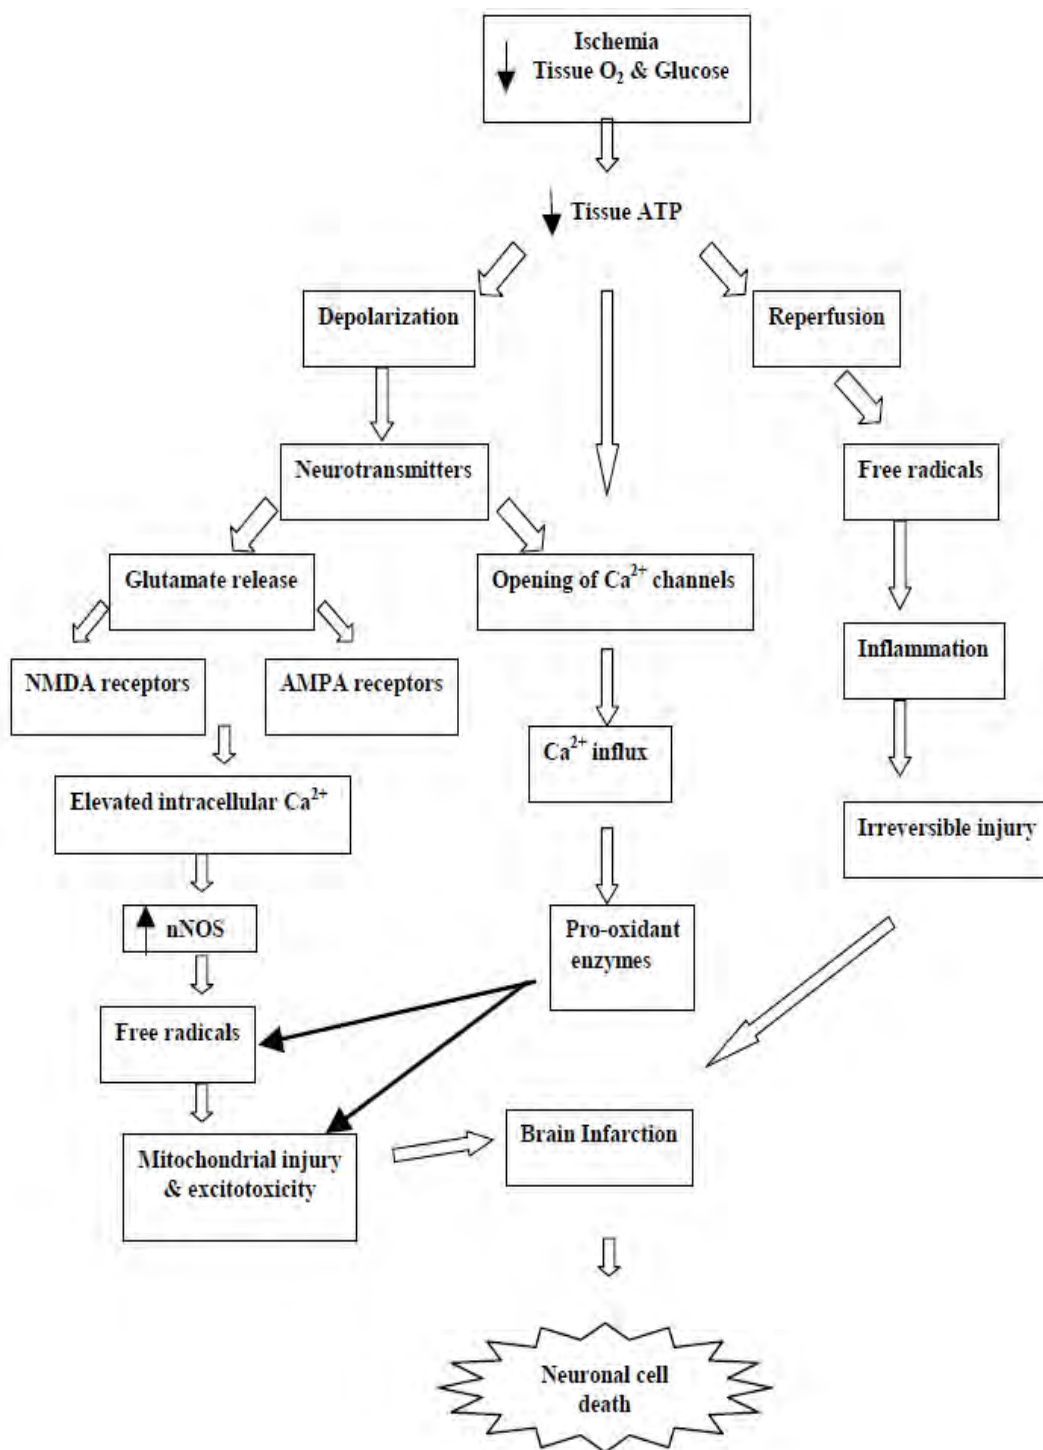 Ischemia
Tissue O₂ & Glucose
Tissue ATP
Depolarization
Reperfusion
Neurotransmitters
Free radicals
Glutamate release
Opening of Ca²⁺ channels
Inflammation
NMDA receptors
AMPA receptors
Ca²⁺ influx
Elevated intracellular Ca²⁺
Irreversible injury
nNOS
Pro-oxidant
enzymes
Free radicals
Brain Infarction
Mitochondrial injury
& excitotoxicity
Neuronal cell
death